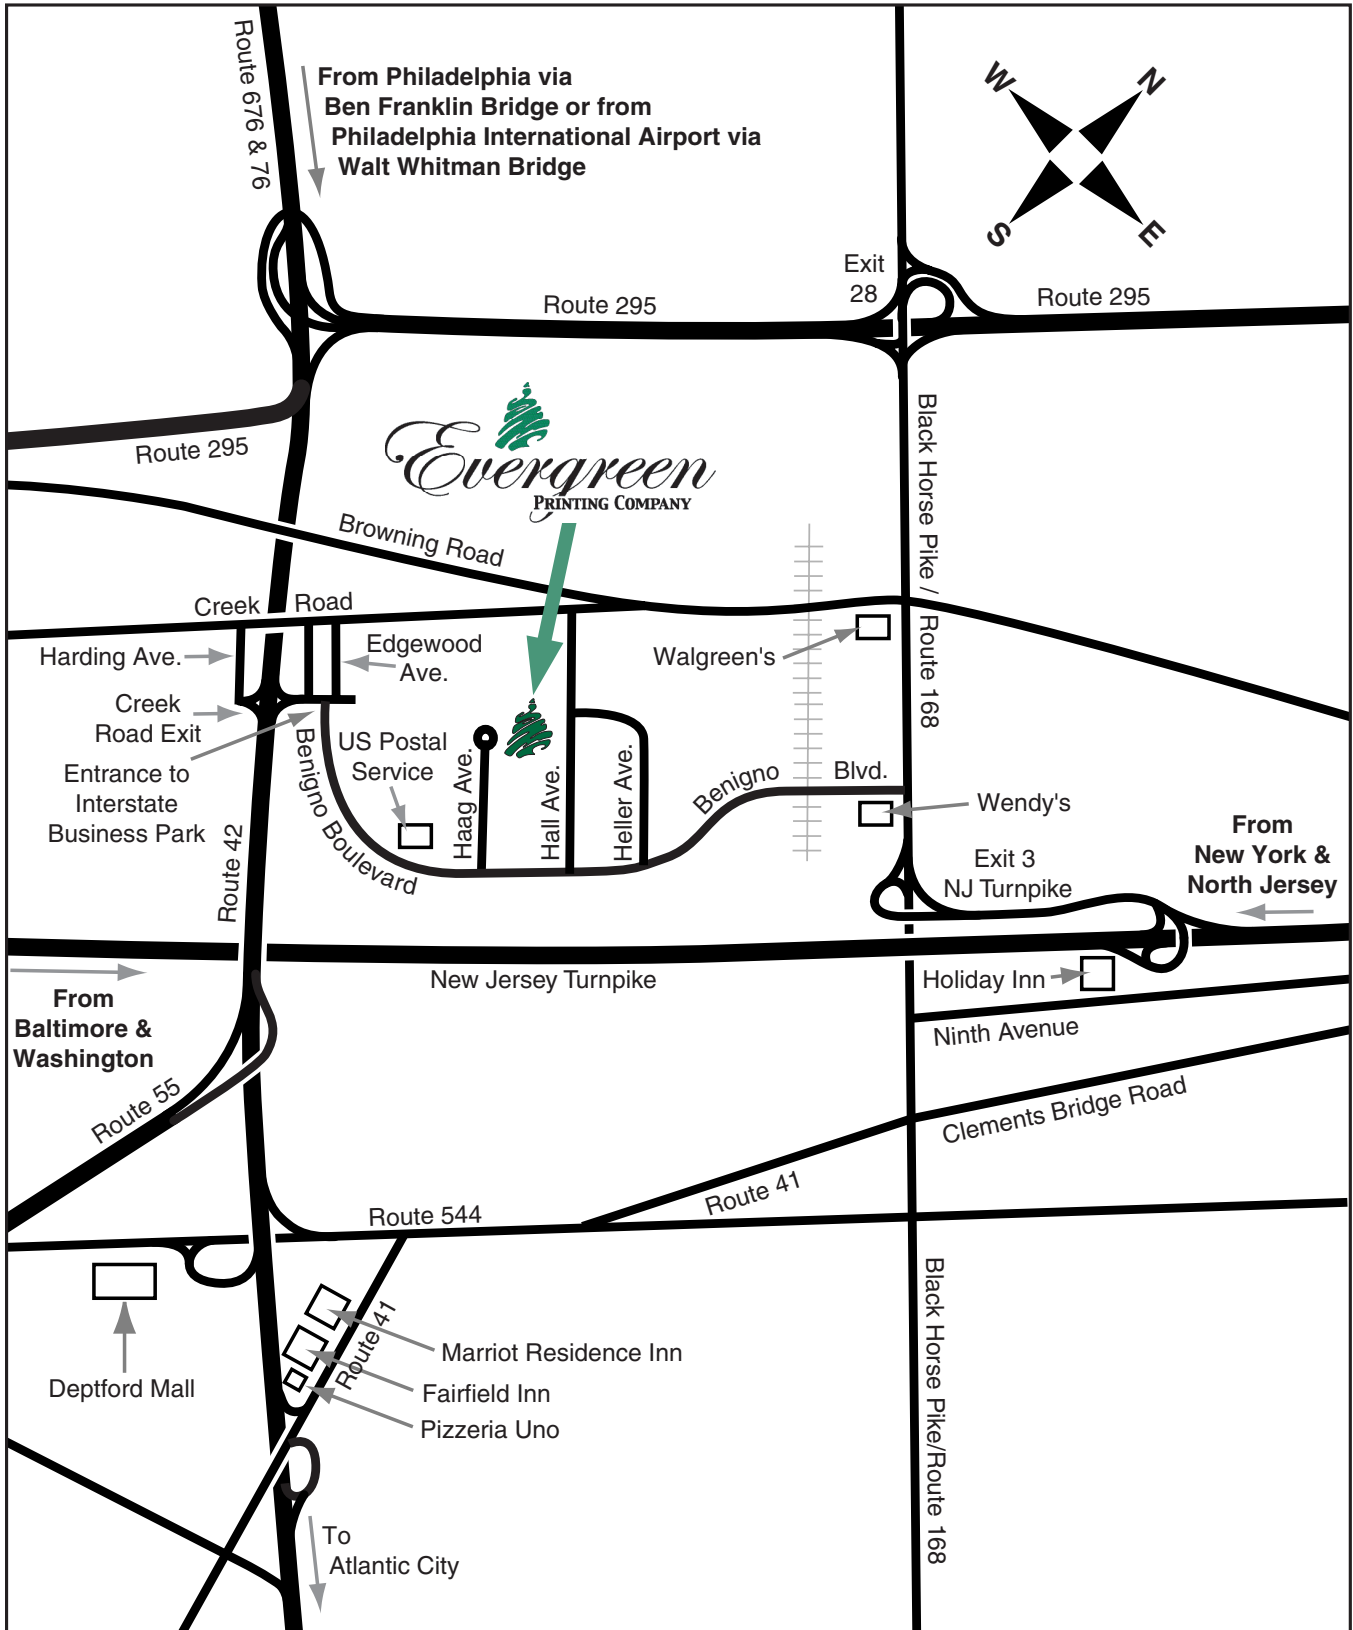 Route 676 & 76
From Philadelphia via
Ben Franklin Bridge or from
Philadelphia International Airport via
Walt Whitman Bridge
W
N
S
E
Exit
28
Route 295
Route 295
Route 295
Evergreen
PRINTING COMPANY
Black Horse Pike / Route 168
Browning Road
Creek Road
Harding Ave.
Edgewood
Ave.
Walgreen's
Creek
Road Exit
Entrance to
Interstate
Business Park
US Postal
Service
Benigno Boulevard
Haag Ave.
Hall Ave.
Heller Ave.
Benigno Blvd.
Wendy's
Route 42
From
New York &
North Jersey
Exit 3
NJ Turnpike
New Jersey Turnpike
Holiday Inn
From
Baltimore &
Washington
Ninth Avenue
Route 55
Clements Bridge Road
Route 41
Route 544
Deptford Mall
Route 41
Marriot Residence Inn
Fairfield Inn
Pizzeria Uno
Black Horse Pike/Route 168
To
Atlantic City